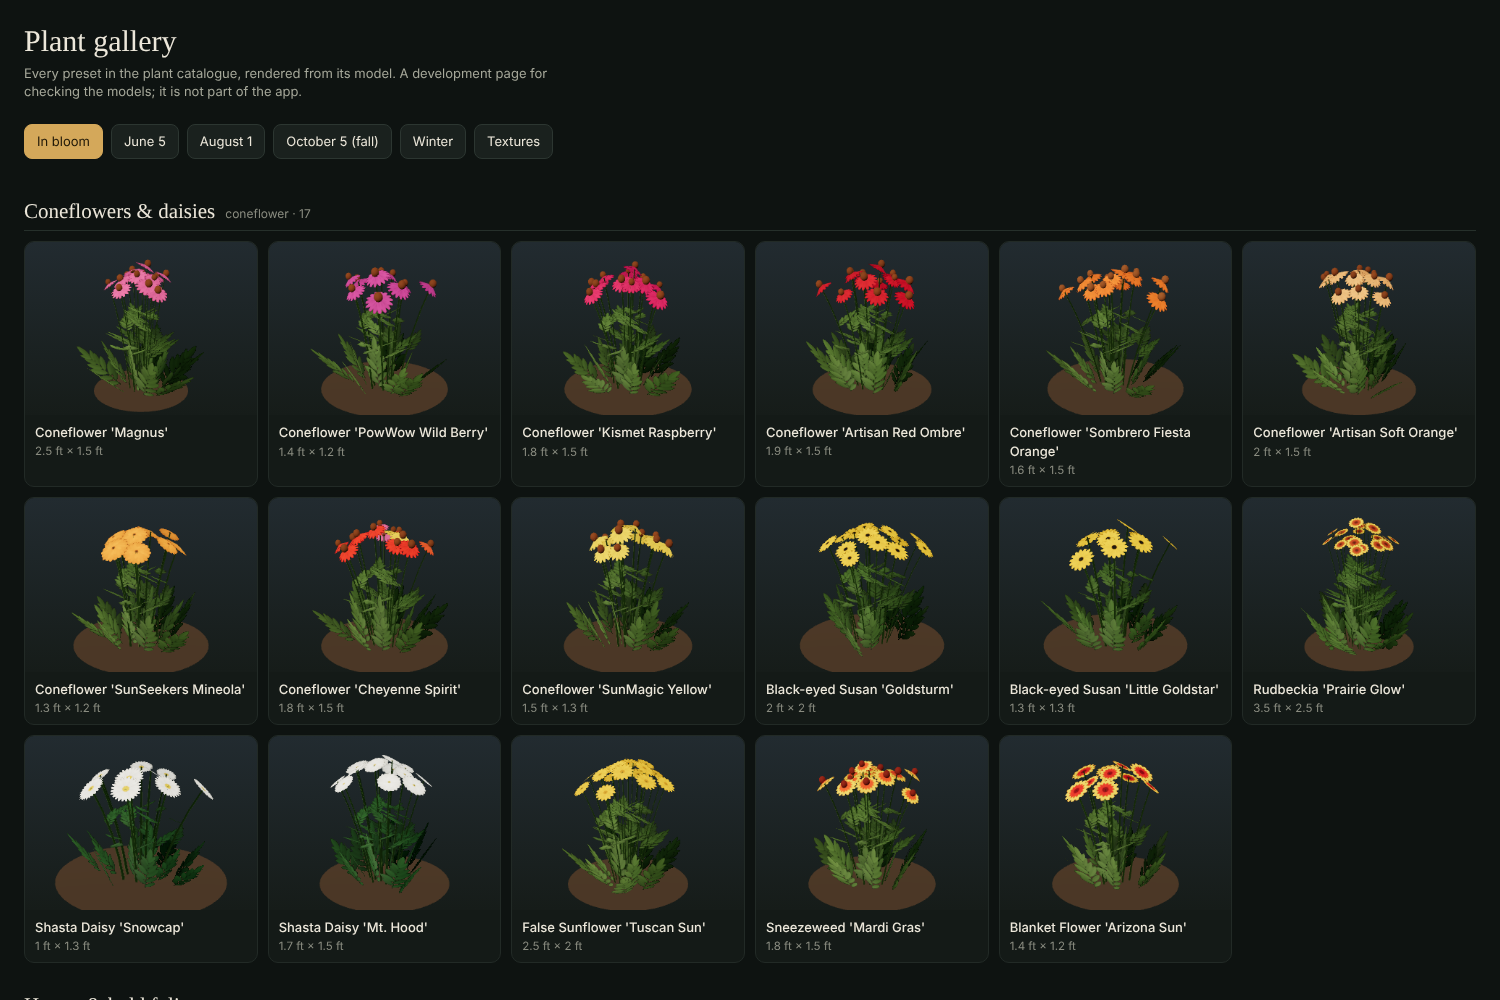 Plant gallery
Every preset in the plant catalogue, rendered from its model. A development page for
checking the models; it is not part of the app.
In bloom
June 5
August 1
October 5 (fall)
Winter
Textures
Coneflowers & daisies
coneflower · 17
Coneflower 'Magnus'
2.5 ft × 1.5 ft
Coneflower 'PowWow Wild Berry'
1.4 ft × 1.2 ft
Coneflower 'Kismet Raspberry'
1.8 ft × 1.5 ft
Coneflower 'Artisan Red Ombre'
1.9 ft × 1.5 ft
Coneflower 'Sombrero Fiesta
Orange'
1.6 ft × 1.5 ft
Coneflower 'Artisan Soft Orange'
2 ft × 1.5 ft
Coneflower 'SunSeekers Mineola'
1.3 ft × 1.2 ft
Coneflower 'Cheyenne Spirit'
1.8 ft × 1.5 ft
Coneflower 'SunMagic Yellow'
1.5 ft × 1.3 ft
Black-eyed Susan 'Goldsturm'
2 ft × 2 ft
Black-eyed Susan 'Little Goldstar'
1.3 ft × 1.3 ft
Rudbeckia 'Prairie Glow'
3.5 ft × 2.5 ft
Shasta Daisy 'Snowcap'
1 ft × 1.3 ft
Shasta Daisy 'Mt. Hood'
1.7 ft × 1.5 ft
False Sunflower 'Tuscan Sun'
2.5 ft × 2 ft
Sneezeweed 'Mardi Gras'
1.8 ft × 1.5 ft
Blanket Flower 'Arizona Sun'
1.4 ft × 1.2 ft